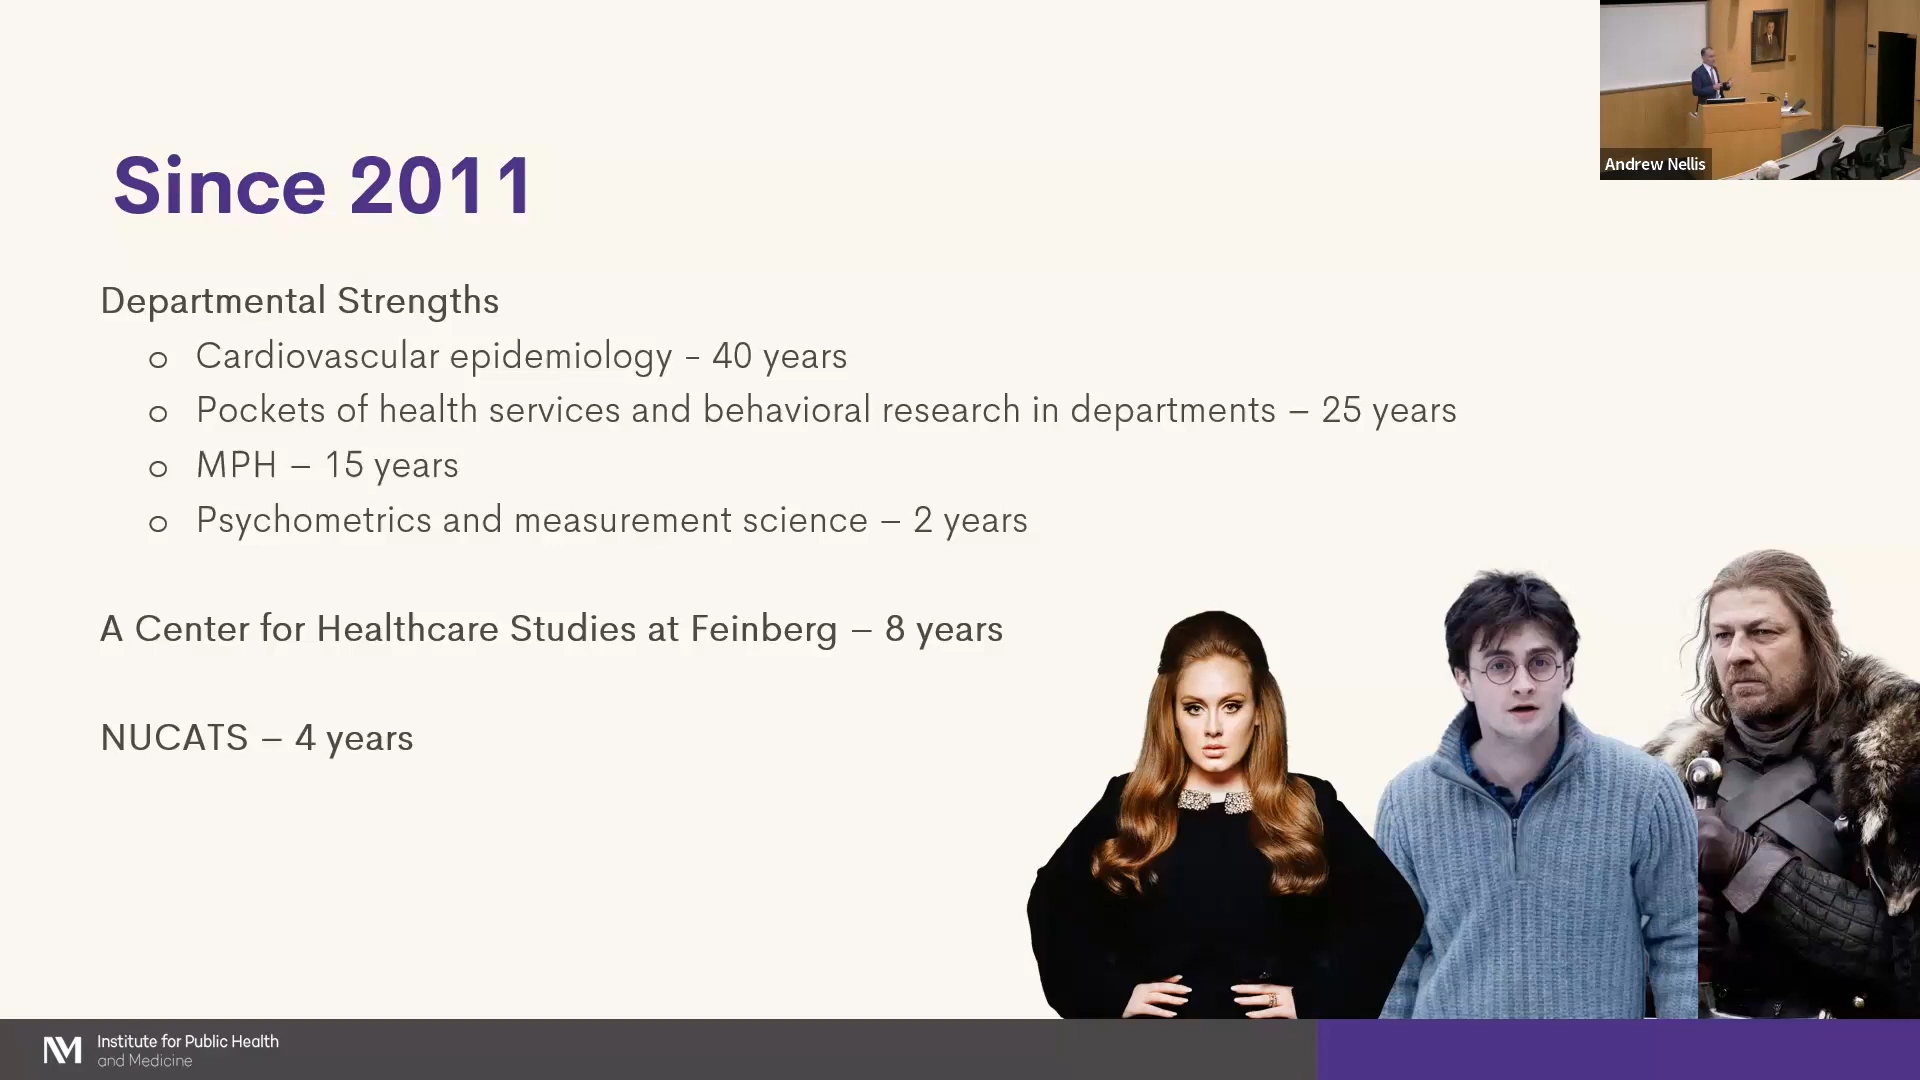 Since 2011
Departmental Strengths
o Cardiovascular epidemiology - 40 years
o Pockets of health services and behavioral research in departments – 25 years
o MPH – 15 years
o Psychometrics and measurement science – 2 years
A Center for Healthcare Studies at Feinberg – 8 years
NUCATS – 4 years
Andrew Nellis
NM
Institute for Public Health
and Medicine